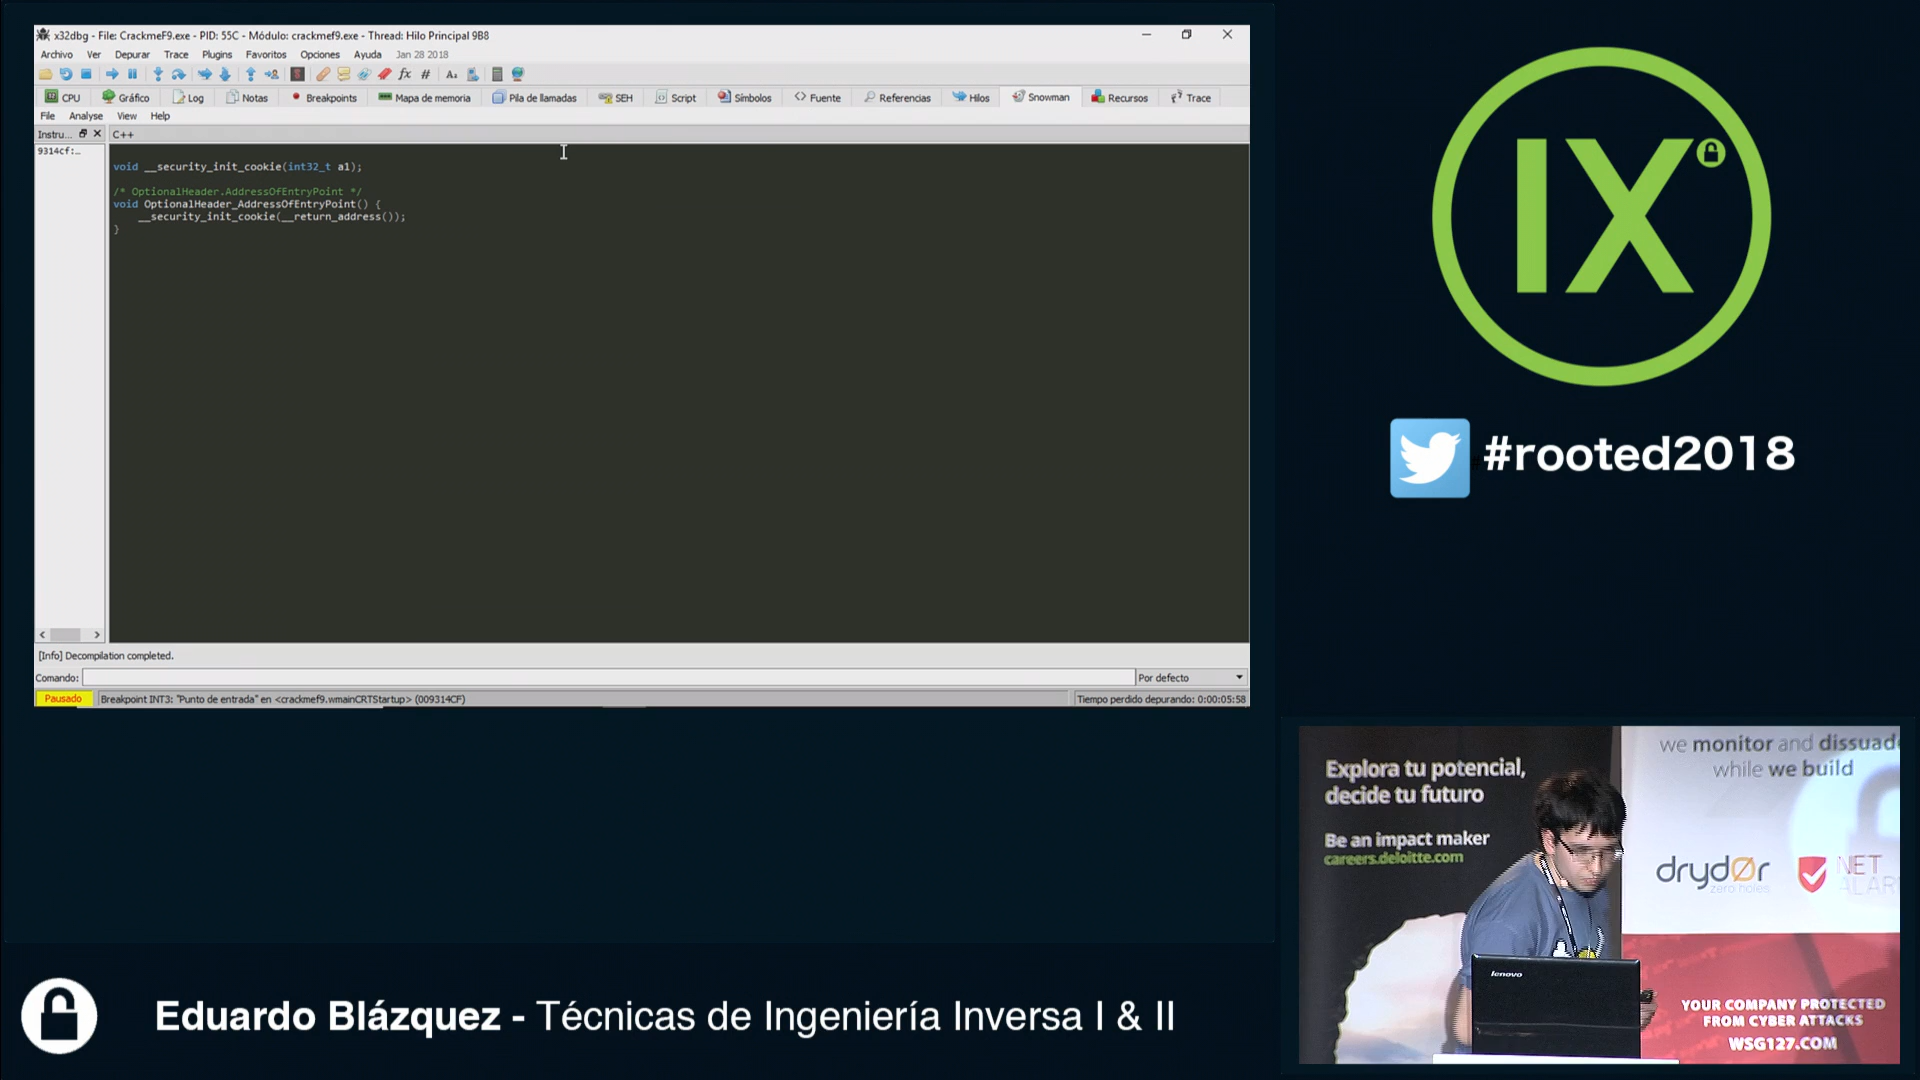 x32dbg - File: CrackmeF9.exe - PID: 55C - Módulo: crackmef9.exe - Thread: Hilo Principal 9B8
Archivo Ver Depurar Trace Plugins Favoritos Opciones Ayuda Jan 28 2018
CPU Gráfico Log Notas Breakpoints Mapa de memoria Pila de llamadas SEH Script Símbolos Fuente Referencias Hilos Snowman Recursos Trace
File Analyse View Help
Instru... C++
9314cf:...
void __security_init_cookie(int32_t a1);
/* OptionalHeader.AddressOfEntryPoint */
void OptionalHeader_AddressOfEntryPoint() {
    __security_init_cookie(__return_address());
}
[Info] Decompilation completed.
Comando:
Por defecto
Pausado
Breakpoint INT3: "Punto de entrada" en <crackmef9.wmainCRTStartup> (009314CF)
Tiempo perdido depurando: 0:00:05:58
IX
#rooted2018
Explora tu potencial,
decide tu futuro
Be an impact maker
careers.deloitte.com
we monitor and dissuade
while we build
drydØr
zero holes
NET
ALAR
lenovo
YOUR COMPANY PROTECTED
FROM CYBER ATTACKS
WSG127.COM
Eduardo Blázquez - Técnicas de Ingeniería Inversa I & II